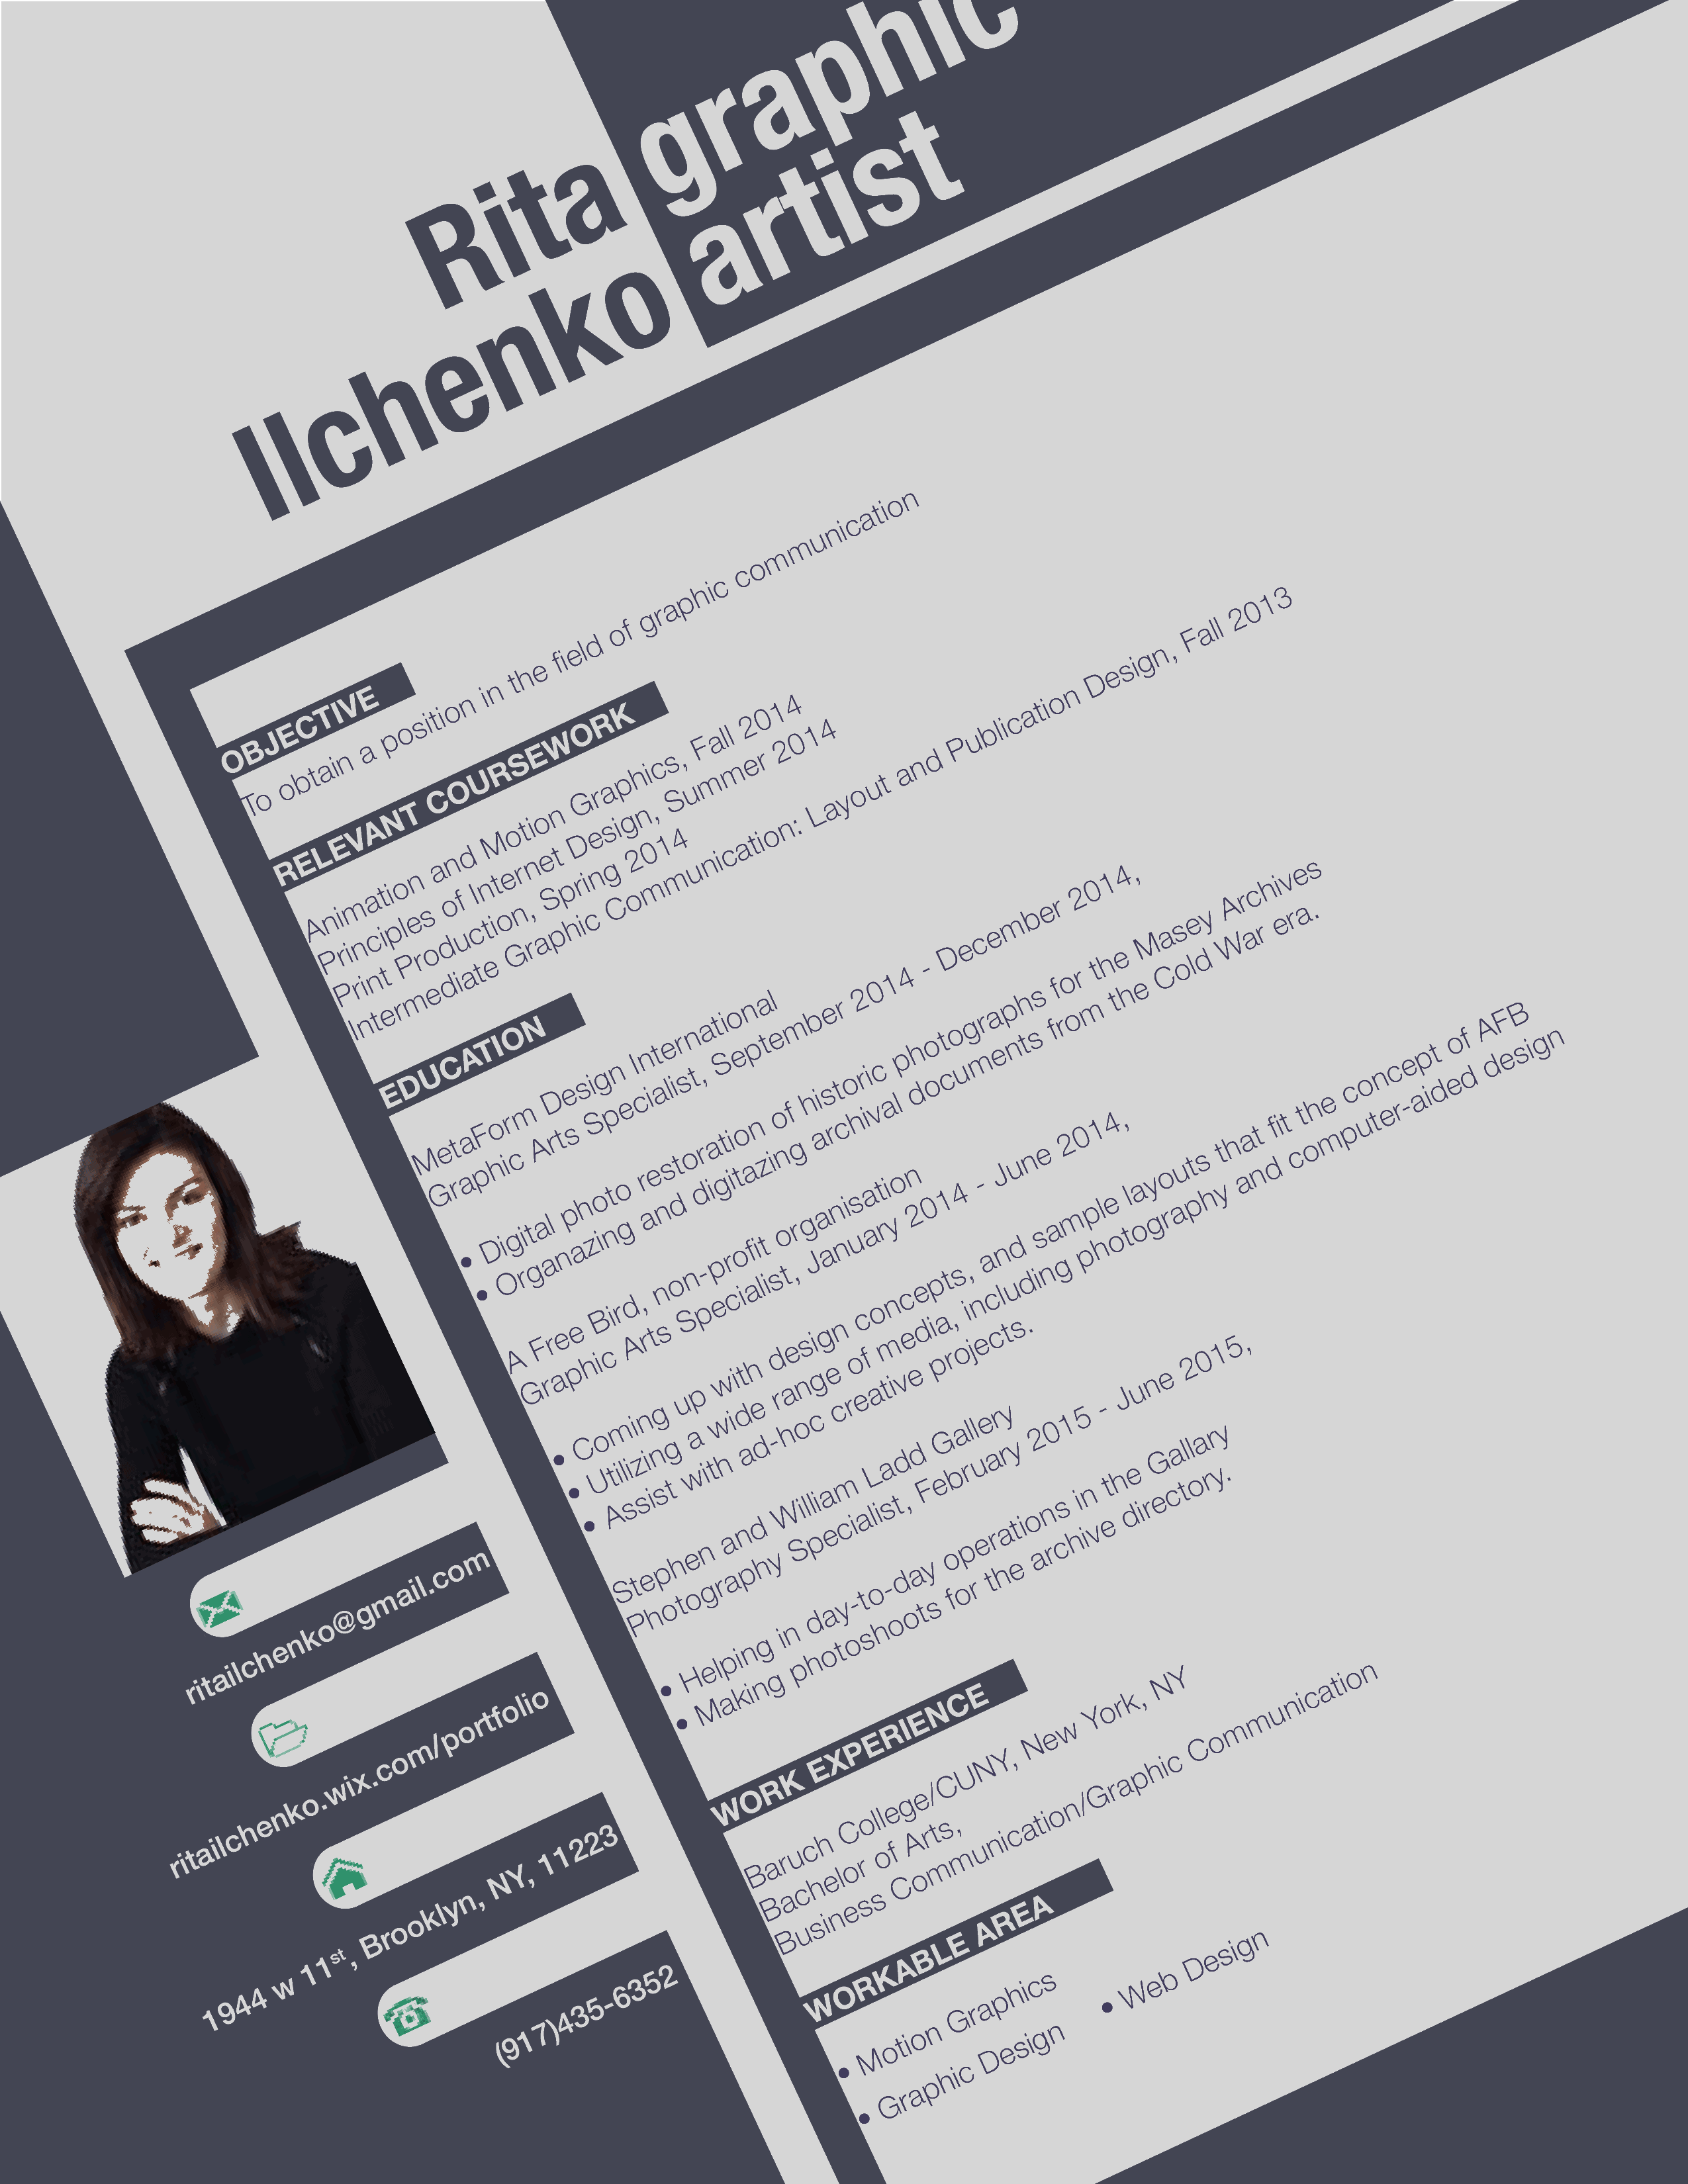 Rita graphic
Ilchenko artist
OBJECTIVE
To obtain a position in the field of graphic communication
RELEVANT COURSEWORK
Animation and Motion Graphics, Fall 2014
Principles of Internet Design, Summer 2014
Print Production, Spring 2014
Intermediate Graphic Communication: Layout and Publication Design, Fall 2013
EDUCATION
MetaForm Design International
Graphic Arts Specialist, September 2014 - December 2014,
• Digital photo restoration of historic photographs for the Masey Archives
• Organazing and digitazing archival documents from the Cold War era.
A Free Bird, non-profit organisation
Graphic Arts Specialist, January 2014 - June 2014,
• Coming up with design concepts, and sample layouts that fit the concept of AFB
• Utilizing a wide range of media, including photography and computer-aided design
• Assist with ad-hoc creative projects.
Stephen and William Ladd Gallery
Photography Specialist, February 2015 - June 2015,
• Helping in day-to-day operations in the Gallary
• Making photoshoots for the archive directory.
WORK EXPERIENCE
Baruch College/CUNY, New York, NY
Bachelor of Arts,
Business Communication/Graphic Communication
WORKABLE AREA
• Motion Graphics
• Web Design
• Graphic Design
ritailchenko@gmail.com
ritailchenko.wix.com/portfolio
1944 w 11st, Brooklyn, NY, 11223
(917)435-6352